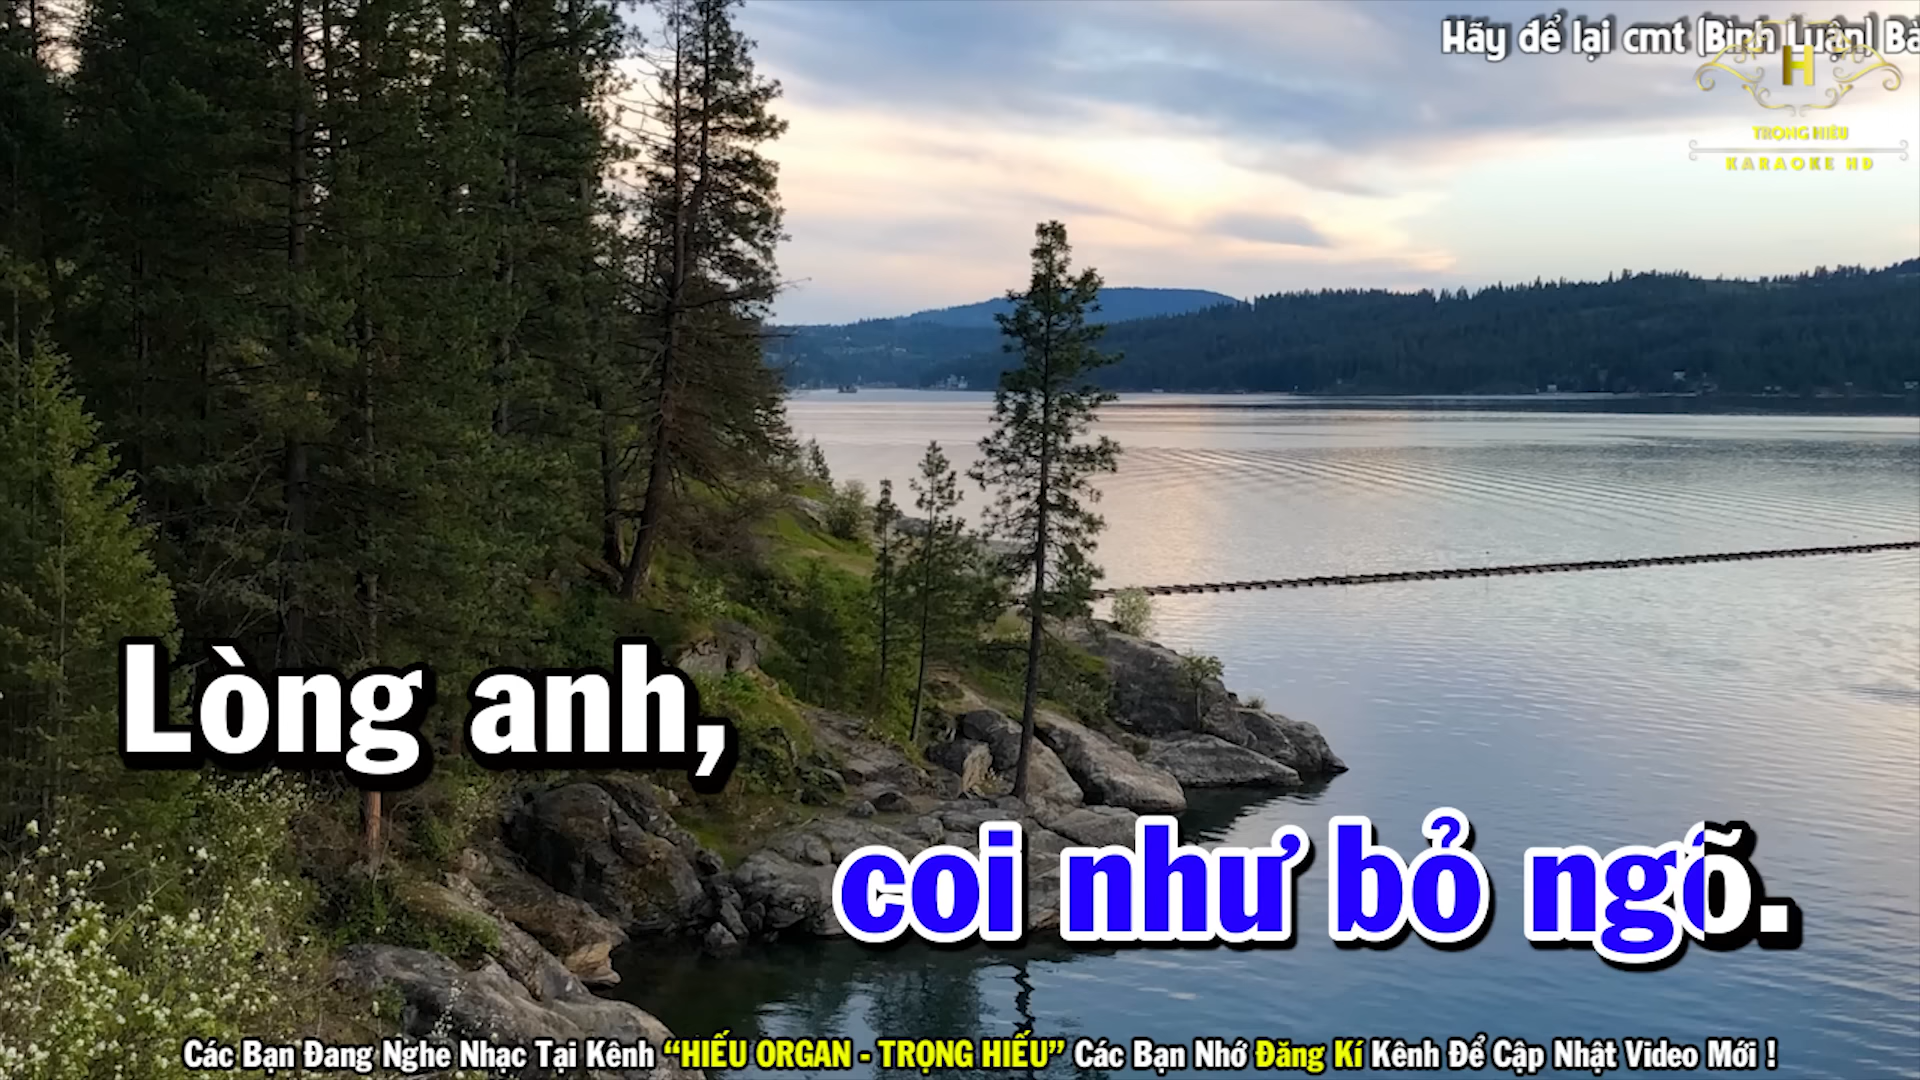 Hãy để lại cmt (Bình Luận) Bà
H
TRỌNG HIẾU
KARAOKE HD
Lòng anh,
coi như bỏ ngõ.
Các Bạn Đang Nghe Nhạc Tại Kênh “HIẾU ORGAN - TRỌNG HIẾU” Các Bạn Nhớ Đăng Kí Kênh Để Cập Nhật Video Mới !